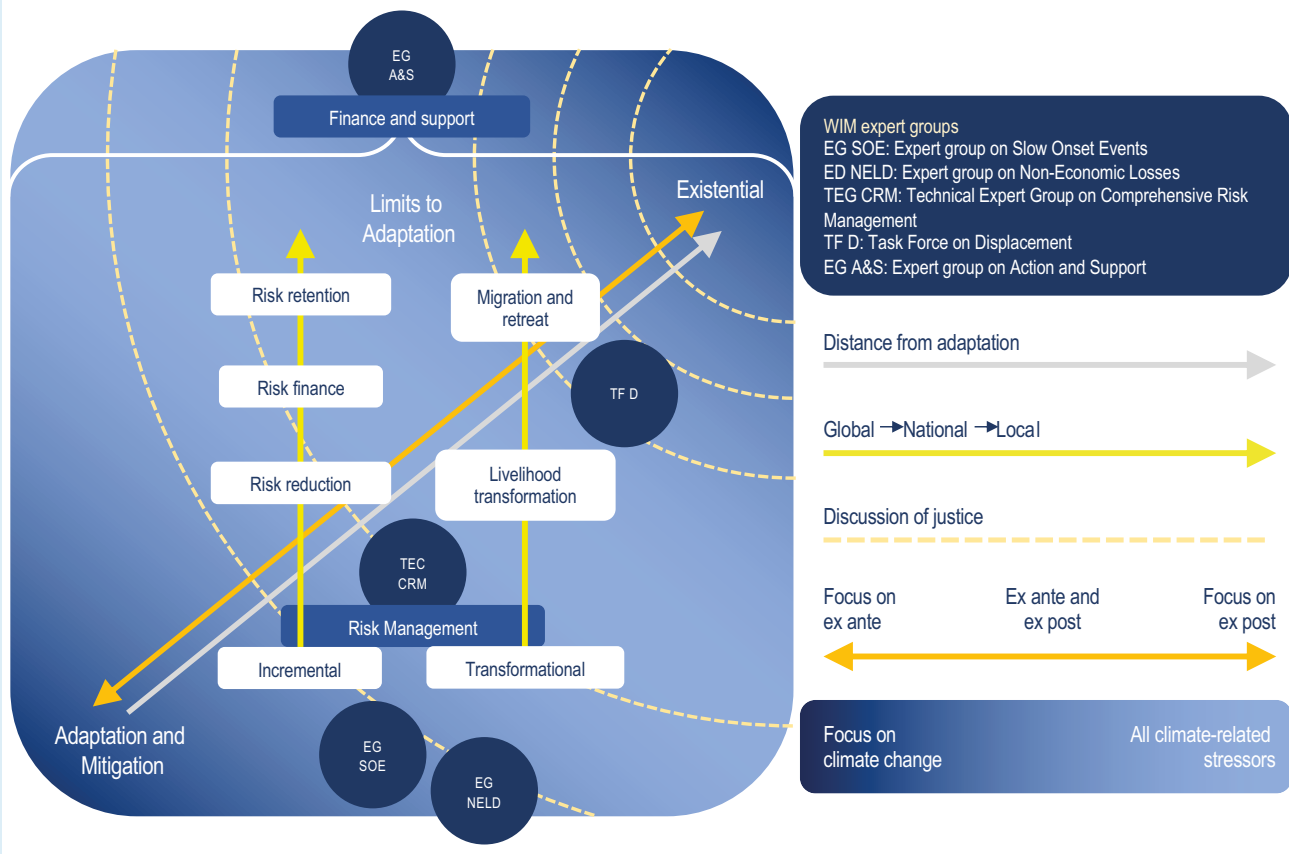 EG
A&S
Finance and support
Limits to
Adaptation
Existential
Risk retention
Migration and
retreat
Risk finance
TF D
Risk reduction
Livelihood
transformation
TEC
CRM
Risk Management
Incremental
Transformational
Adaptation and
Mitigation
EG
SOE
EG
NELD
WIM expert groups
EG SOE: Expert group on Slow Onset Events
ED NELD: Expert group on Non-Economic Losses
TEG CRM: Technical Expert Group on Comprehensive Risk
Management
TF D: Task Force on Displacement
EG A&S: Expert group on Action and Support
Distance from adaptation
Global → National → Local
Discussion of justice
Focus on
ex ante
Ex ante and
ex post
Focus on
ex post
Focus on
climate change
All climate-related
stressors